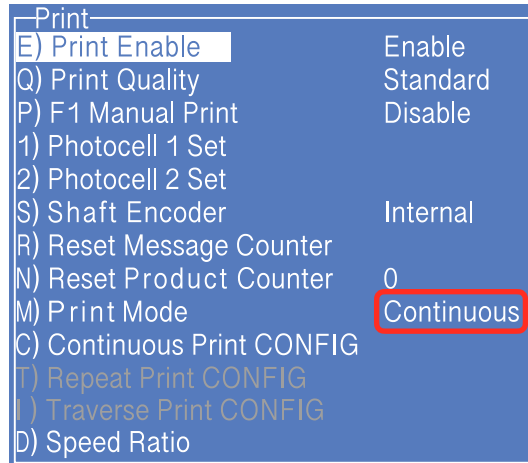 Print
E) Print Enable Enable
Q) Print Quality Standard
P) F1 Manual Print Disable
1) Photocell 1 Set
2) Photocell 2 Set
S) Shaft Encoder Internal
R) Reset Message Counter
N) Reset Product Counter 0
M) Print Mode Continuous
C) Continuous Print CONFIG
T) Repeat Print CONFIG
I ) Traverse Print CONFIG
D) Speed Ratio